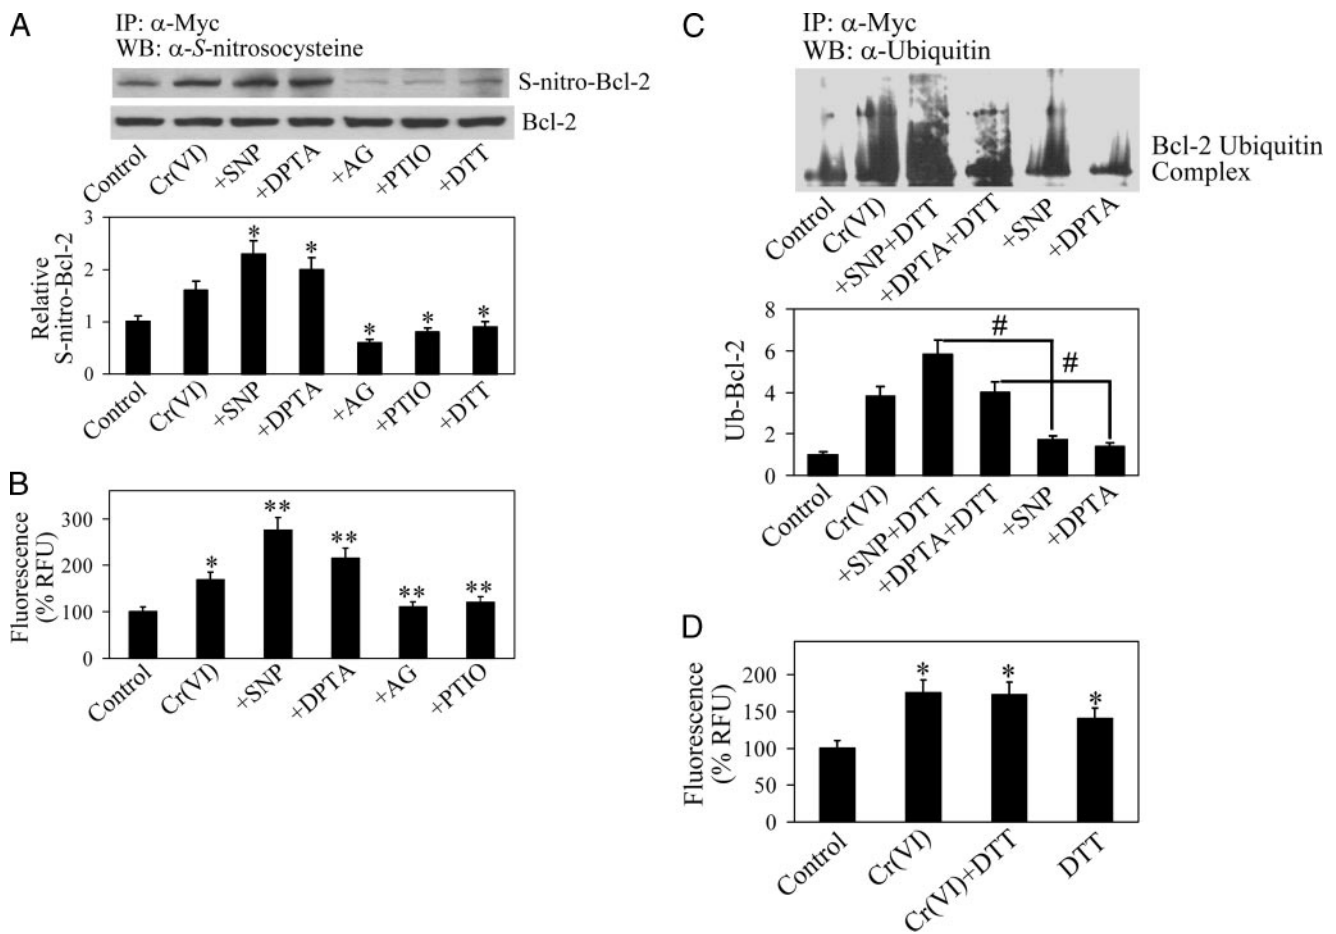 A
IP: α-Myc
WB: α-S-nitrosocysteine
S-nitro-Bcl-2
Bcl-2
Control
Cr(VI)
+SNP
+DPTA
+AG
+PTIO
+DTT
Relative
S-nitro-Bcl-2
3
2
1
0
*
*
*
*
*
Control
Cr(VI)
+SNP
+DPTA
+AG
+PTIO
+DTT
B
Fluorescence
(% RFU)
300
200
100
0
*
**
**
**
**
Control
Cr(VI)
+SNP
+DPTA
+AG
+PTIO
C
IP: α-Myc
WB: α-Ubiquitin
Bcl-2 Ubiquitin
Complex
Control
Cr(VI)
+SNP+DTT
+DPTA+DTT
+SNP
+DPTA
Ub-Bcl-2
8
6
4
2
0
#
#
Control
Cr(VI)
+SNP+DTT
+DPTA+DTT
+SNP
+DPTA
D
Fluorescence
(% RFU)
200
150
100
50
0
*
*
*
Control
Cr(VI)
Cr(VI)+DTT
DTT